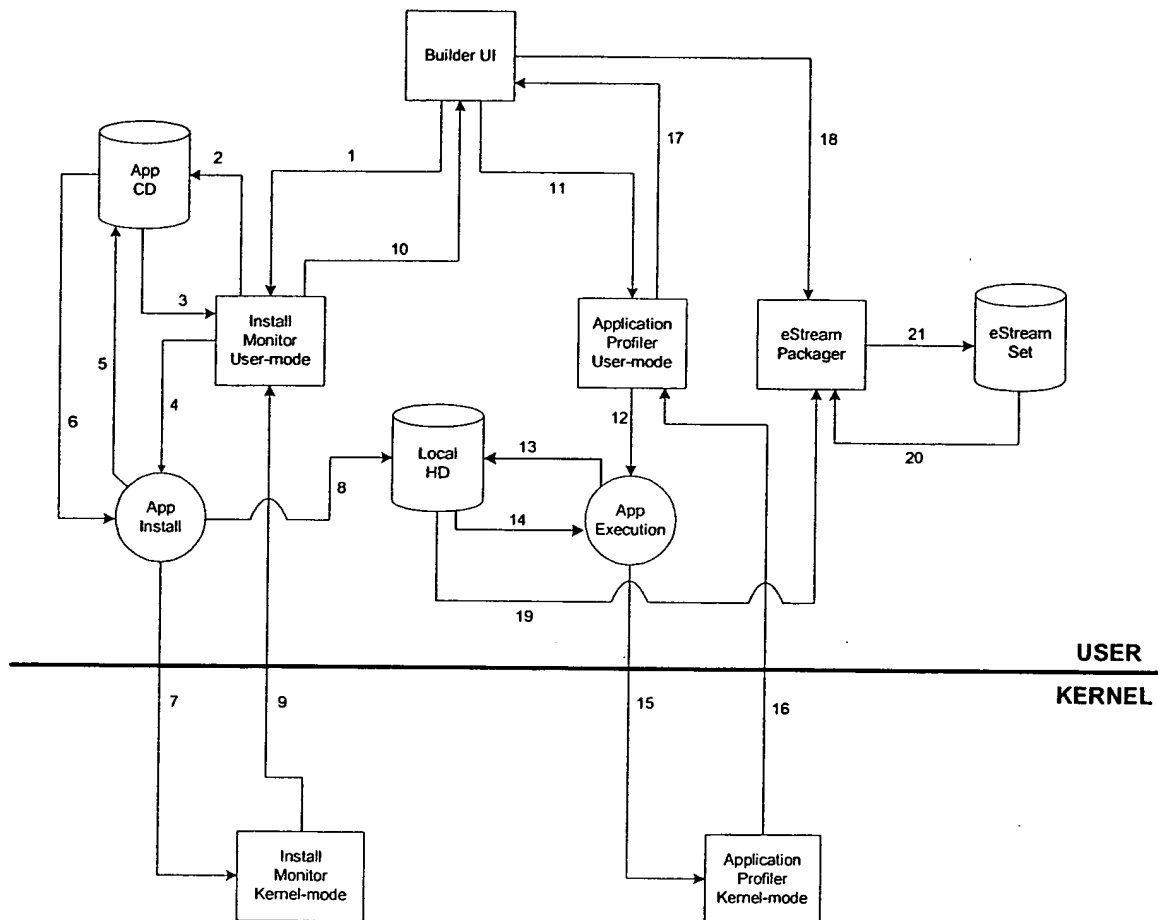 Builder UI
17
18
App
CD
2
1
11
10
3
Install
Monitor
User-mode
Application
Profiler
User-mode
eStream
Packager
21
eStream
Set
5
4
6
12
20
Local
HD
13
8
App
Install
14
App
Execution
19
USER
KERNEL
7
9
15
16
Install
Monitor
Kernel-mode
Application
Profiler
Kernel-mode